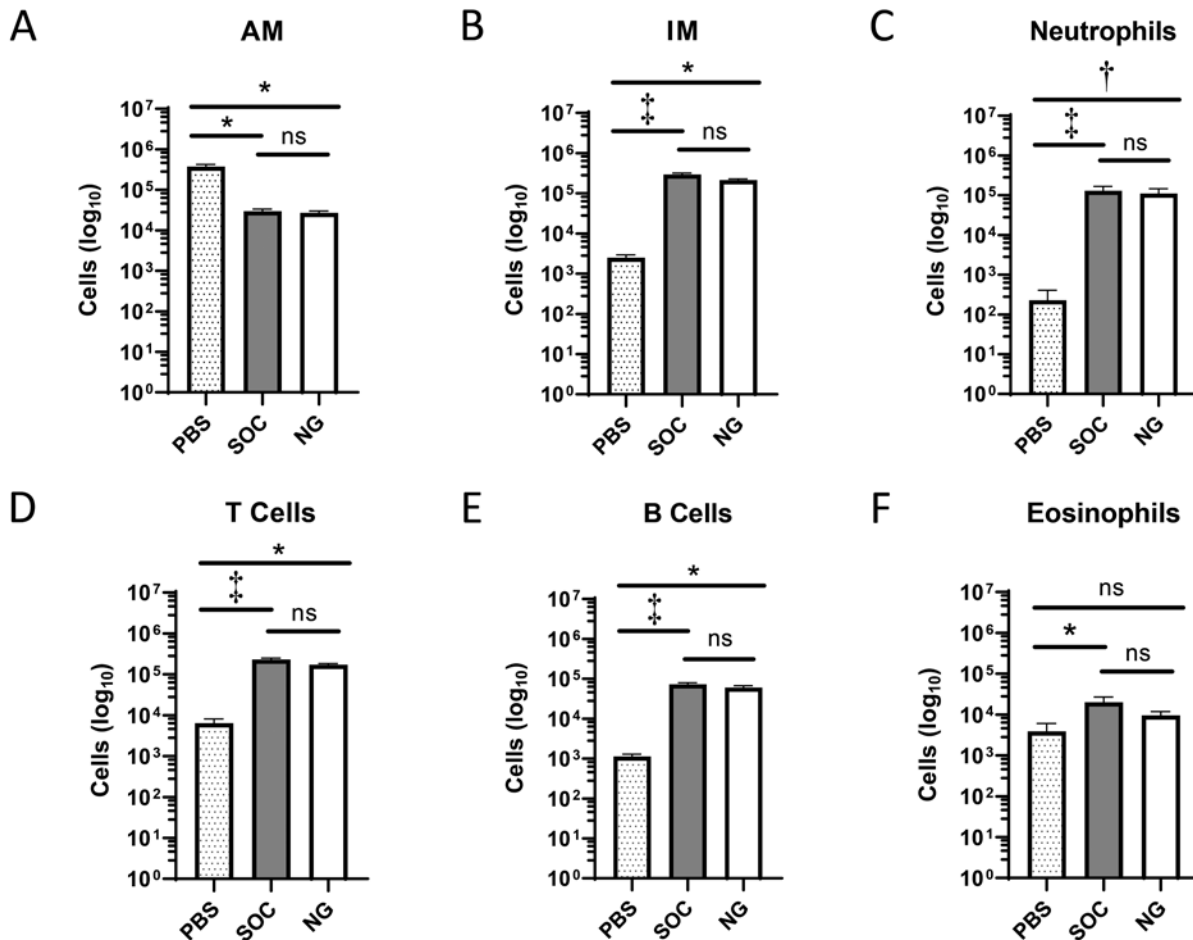 A
AM
*
*
ns
Cells (log10)
10⁷
10⁶
10⁵
10⁴
10³
10²
10¹
10⁰
PBS
SOC
NG
B
IM
*
‡
ns
Cells (log10)
10⁷
10⁶
10⁵
10⁴
10³
10²
10¹
10⁰
PBS
SOC
NG
C
Neutrophils
†
‡
ns
Cells (log10)
10⁷
10⁶
10⁵
10⁴
10³
10²
10¹
10⁰
PBS
SOC
NG
D
T Cells
*
‡
ns
Cells (log10)
10⁷
10⁶
10⁵
10⁴
10³
10²
10¹
10⁰
PBS
SOC
NG
E
B Cells
*
‡
ns
Cells (log10)
10⁷
10⁶
10⁵
10⁴
10³
10²
10¹
10⁰
PBS
SOC
NG
F
Eosinophils
ns
*
ns
Cells (log10)
10⁷
10⁶
10⁵
10⁴
10³
10²
10¹
10⁰
PBS
SOC
NG